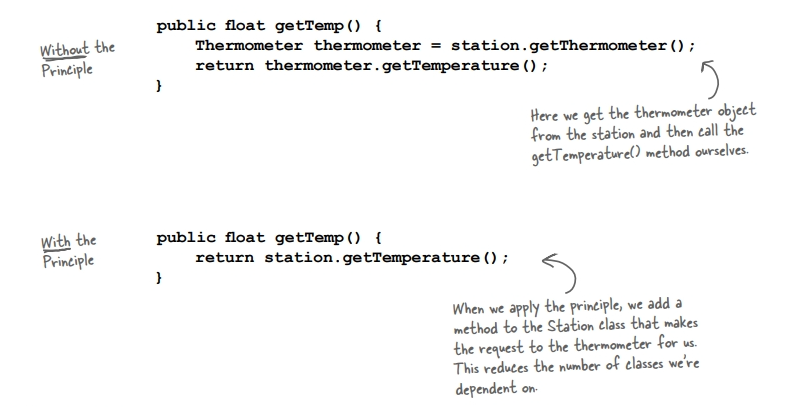 public float getTemp() {
Without the
Principle
Thermometer thermometer = station.getThermometer();
return thermometer.getTemperature();
}
Here we get the thermometer object
from the station and then call the
getTemperature() method ourselves.
With the
Principle
public float getTemp() {
return station.getTemperature();
}
When we apply the principle, we add a
method to the Station class that makes
the request to the thermometer for us.
This reduces the number of classes we're
dependent on.